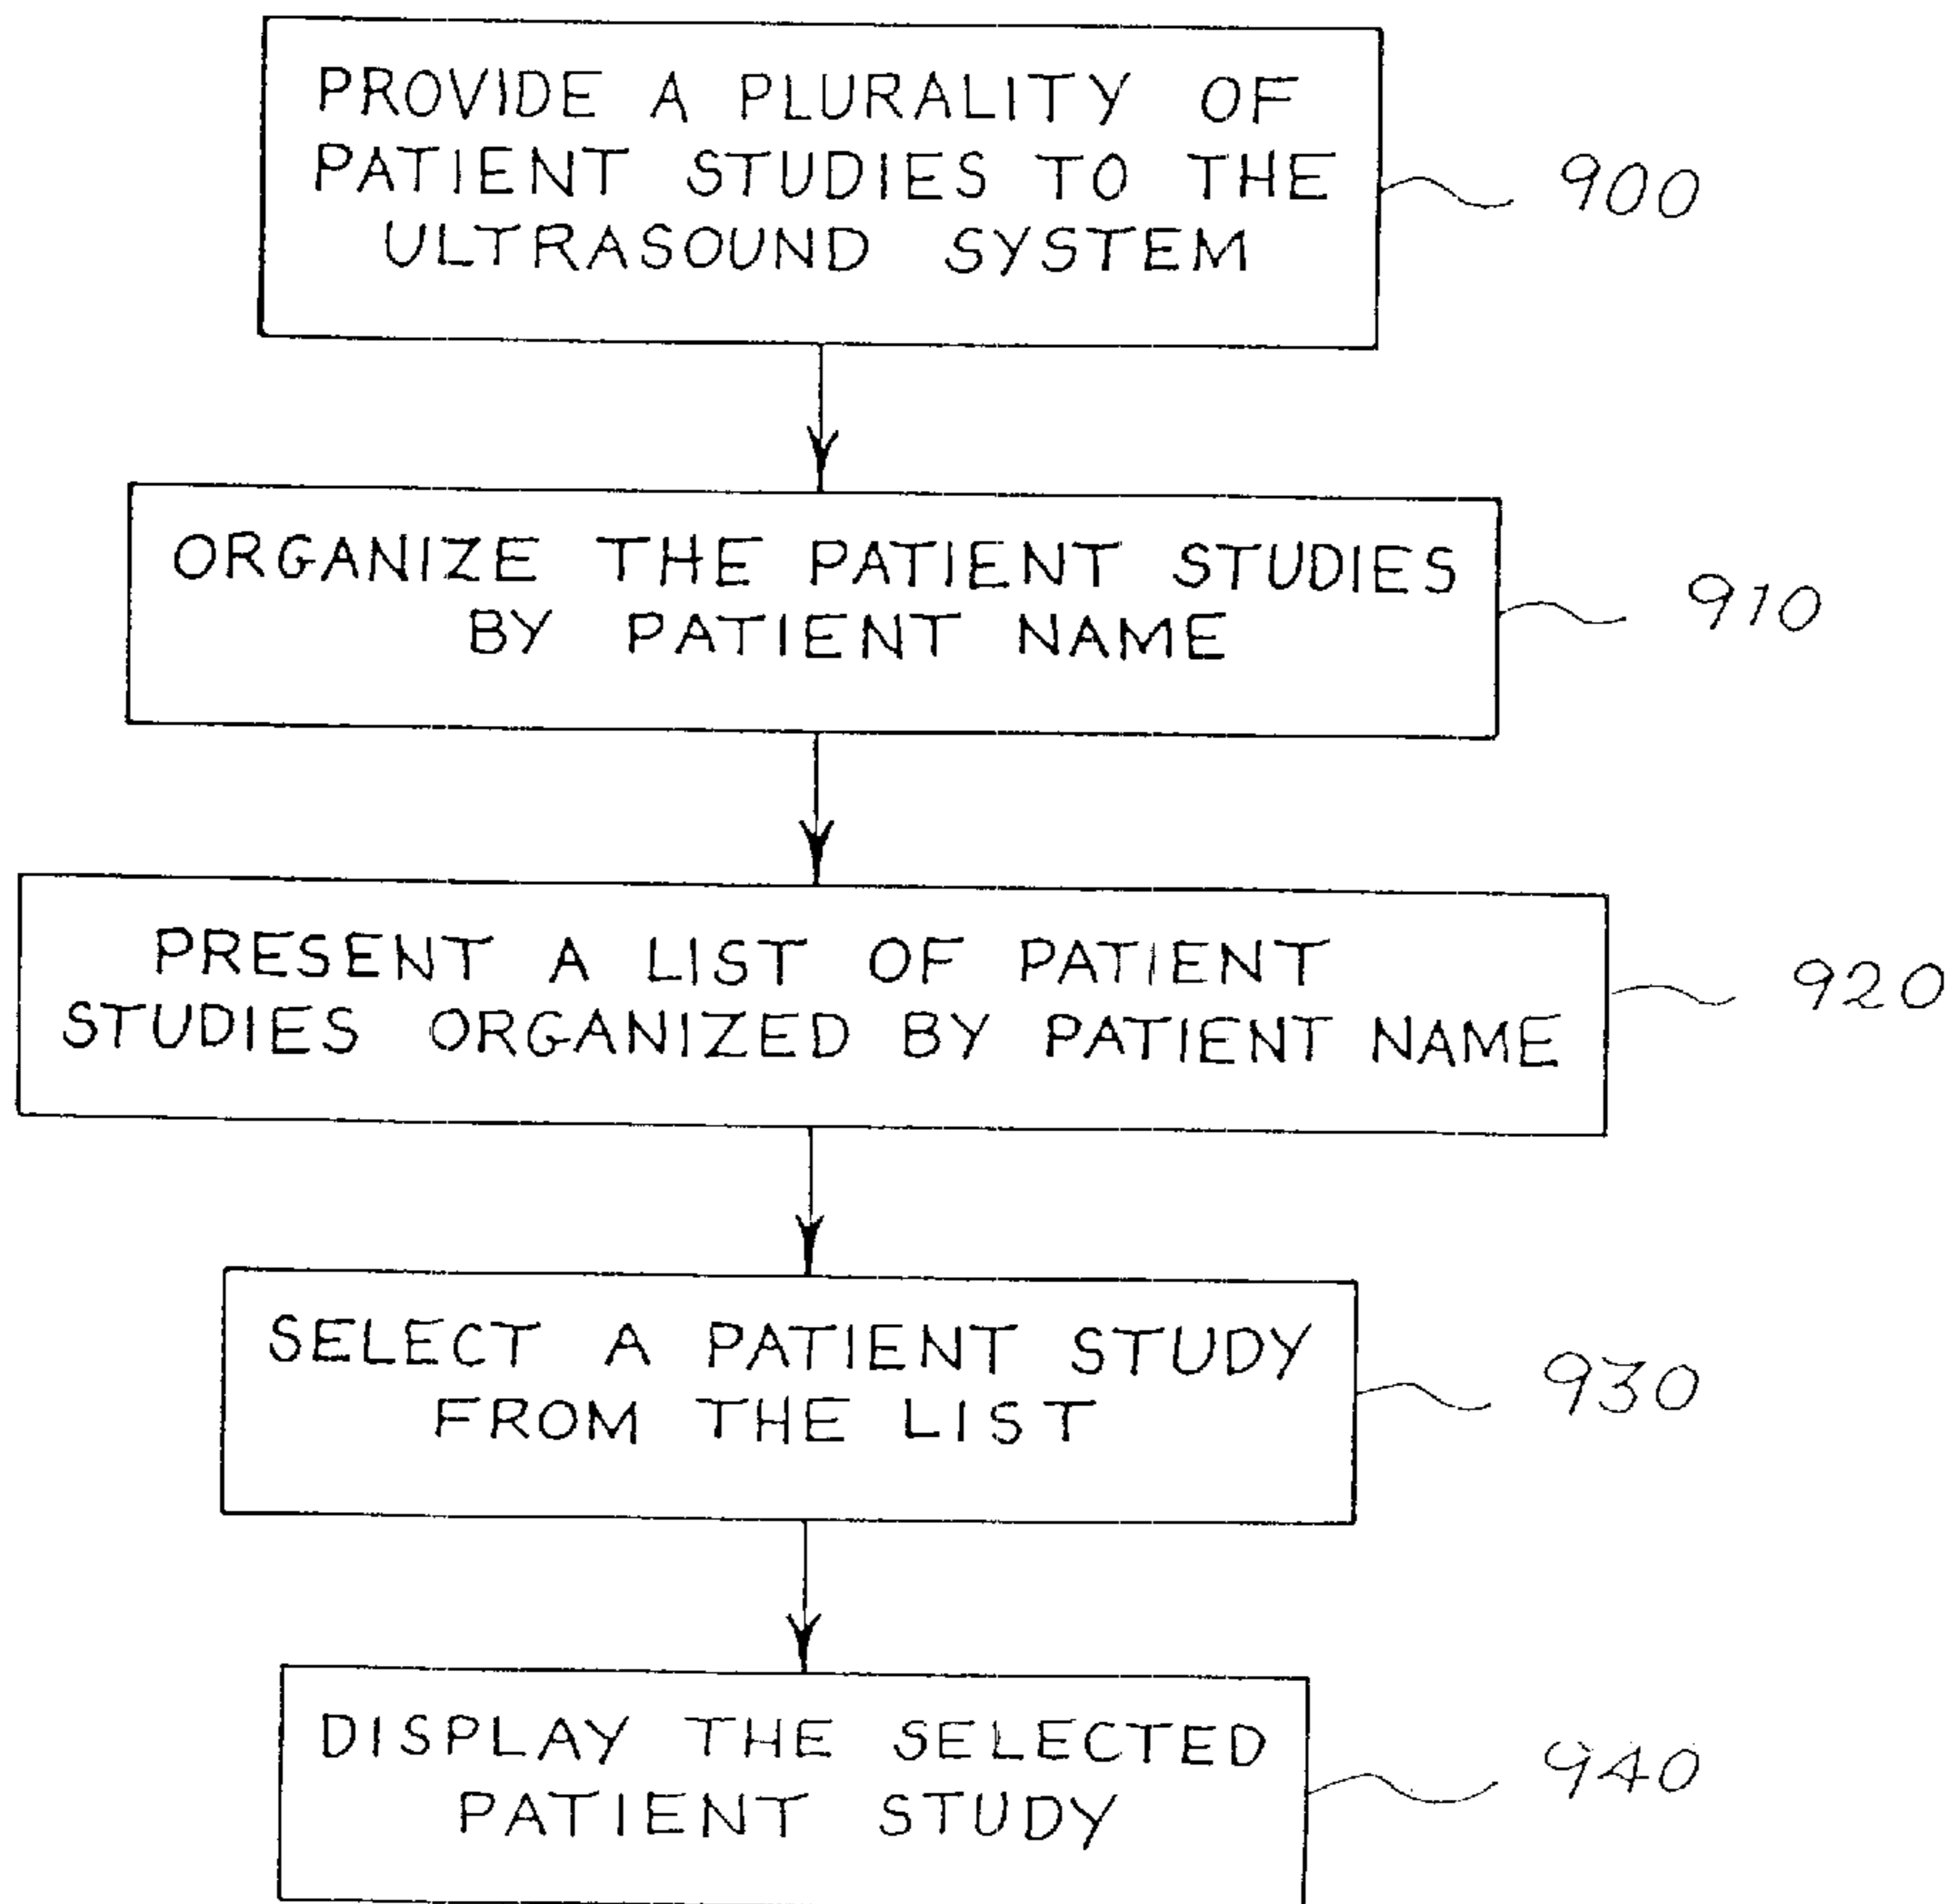 PROVIDE A PLURALITY OF
PATIENT STUDIES TO THE
ULTRASOUND SYSTEM
900
ORGANIZE THE PATIENT STUDIES
BY PATIENT NAME
910
PRESENT A LIST OF PATIENT
STUDIES ORGANIZED BY PATIENT NAME
920
SELECT A PATIENT STUDY
FROM THE LIST
930
DISPLAY THE SELECTED
PATIENT STUDY
940